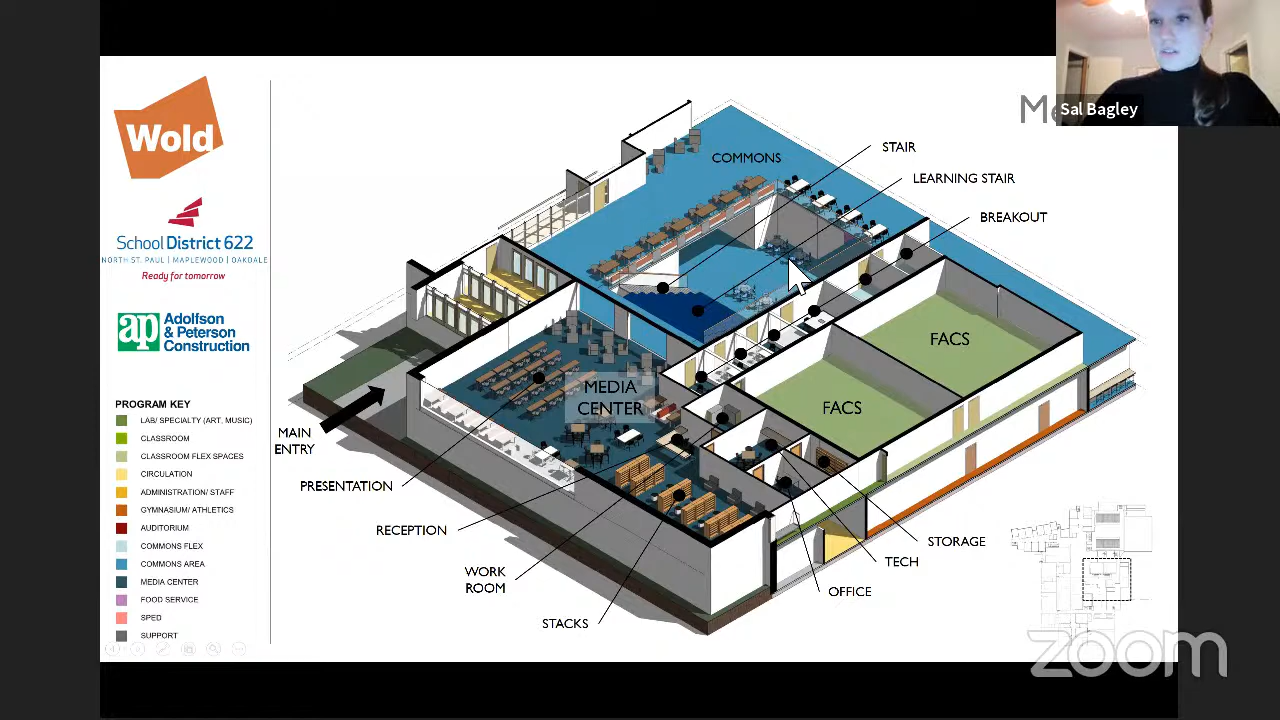 Me
Sal Bagley
Wold
School District 622
NORTH ST. PAUL | MAPLEWOOD | OAKDALE
Ready for tomorrow
ap Adolfson
& Peterson
Construction
PROGRAM KEY
LAB/ SPECIALTY (ART, MUSIC)
CLASSROOM
CLASSROOM FLEX SPACES
CIRCULATION
ADMINISTRATION/ STAFF
GYMNASIUM/ ATHLETICS
AUDITORIUM
COMMONS FLEX
COMMONS AREA
MEDIA CENTER
FOOD SERVICE
SPED
SUPPORT
COMMONS
STAIR
LEARNING STAIR
BREAKOUT
FACS
FACS
MEDIA
CENTER
MAIN
ENTRY
PRESENTATION
RECEPTION
WORK
ROOM
STACKS
STORAGE
TECH
OFFICE
zoom